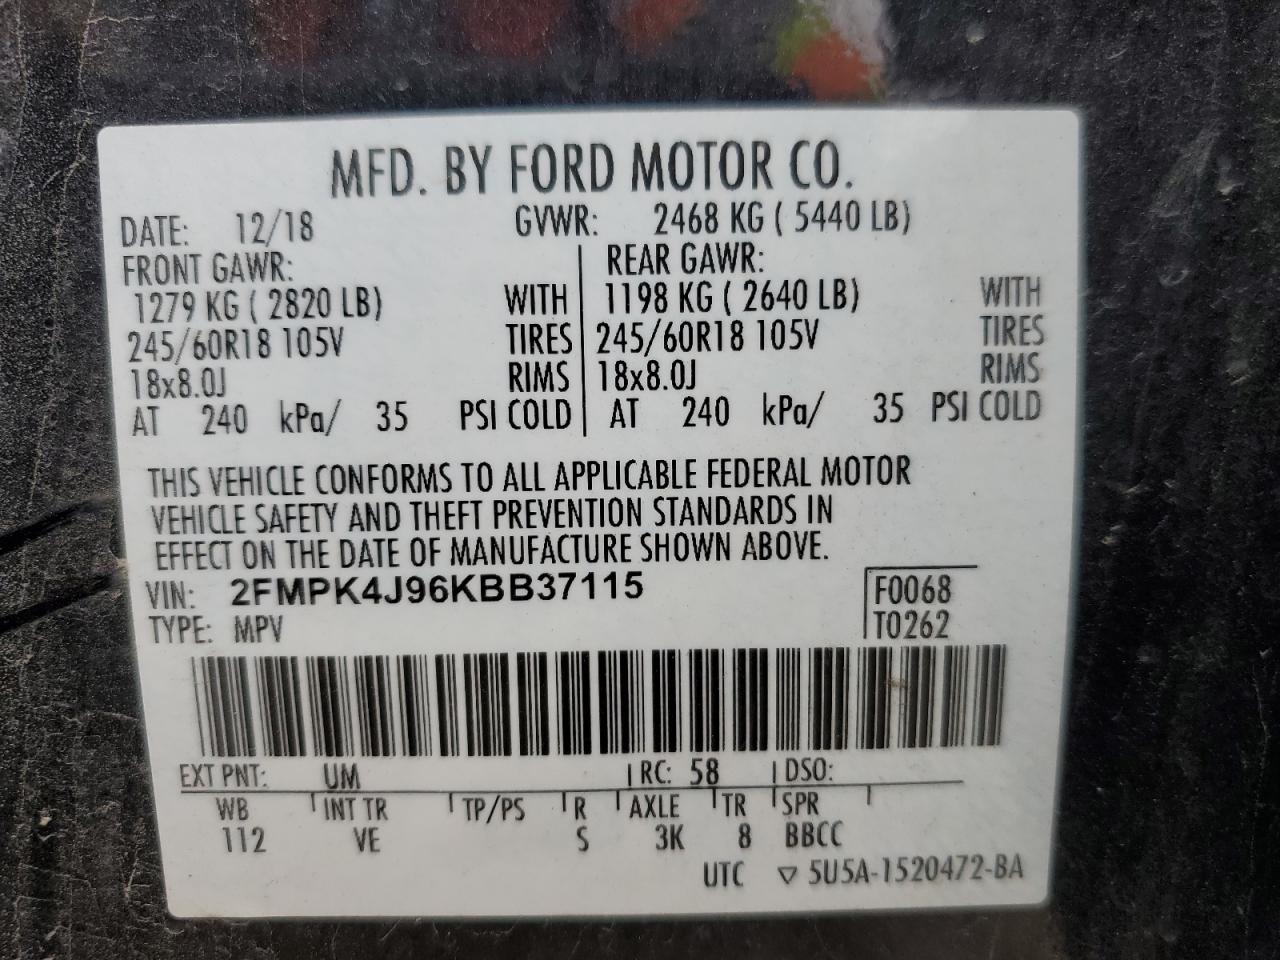 MFD. BY FORD MOTOR CO.
DATE: 12/18 GVWR: 2468 KG ( 5440 LB)
FRONT GAWR: REAR GAWR:
1279 KG ( 2820 LB) WITH 1198 KG ( 2640 LB) WITH
245/60R18 105V TIRES 245/60R18 105V TIRES
18x8.0J RIMS 18x8.0J RIMS
AT 240 kPa/ 35 PSI COLD AT 240 kPa/ 35 PSI COLD
THIS VEHICLE CONFORMS TO ALL APPLICABLE FEDERAL MOTOR
VEHICLE SAFETY AND THEFT PREVENTION STANDARDS IN
EFFECT ON THE DATE OF MANUFACTURE SHOWN ABOVE.
VIN: 2FMPK4J96KBB37115 F0068
TYPE: MPV T0262
EXT PNT: UM RC: 58 DSO:
WB INT TR TP/PS R AXLE TR SPR
112 VE S 3K 8 BBCC
UTC ▽ 5U5A-1520472-BA